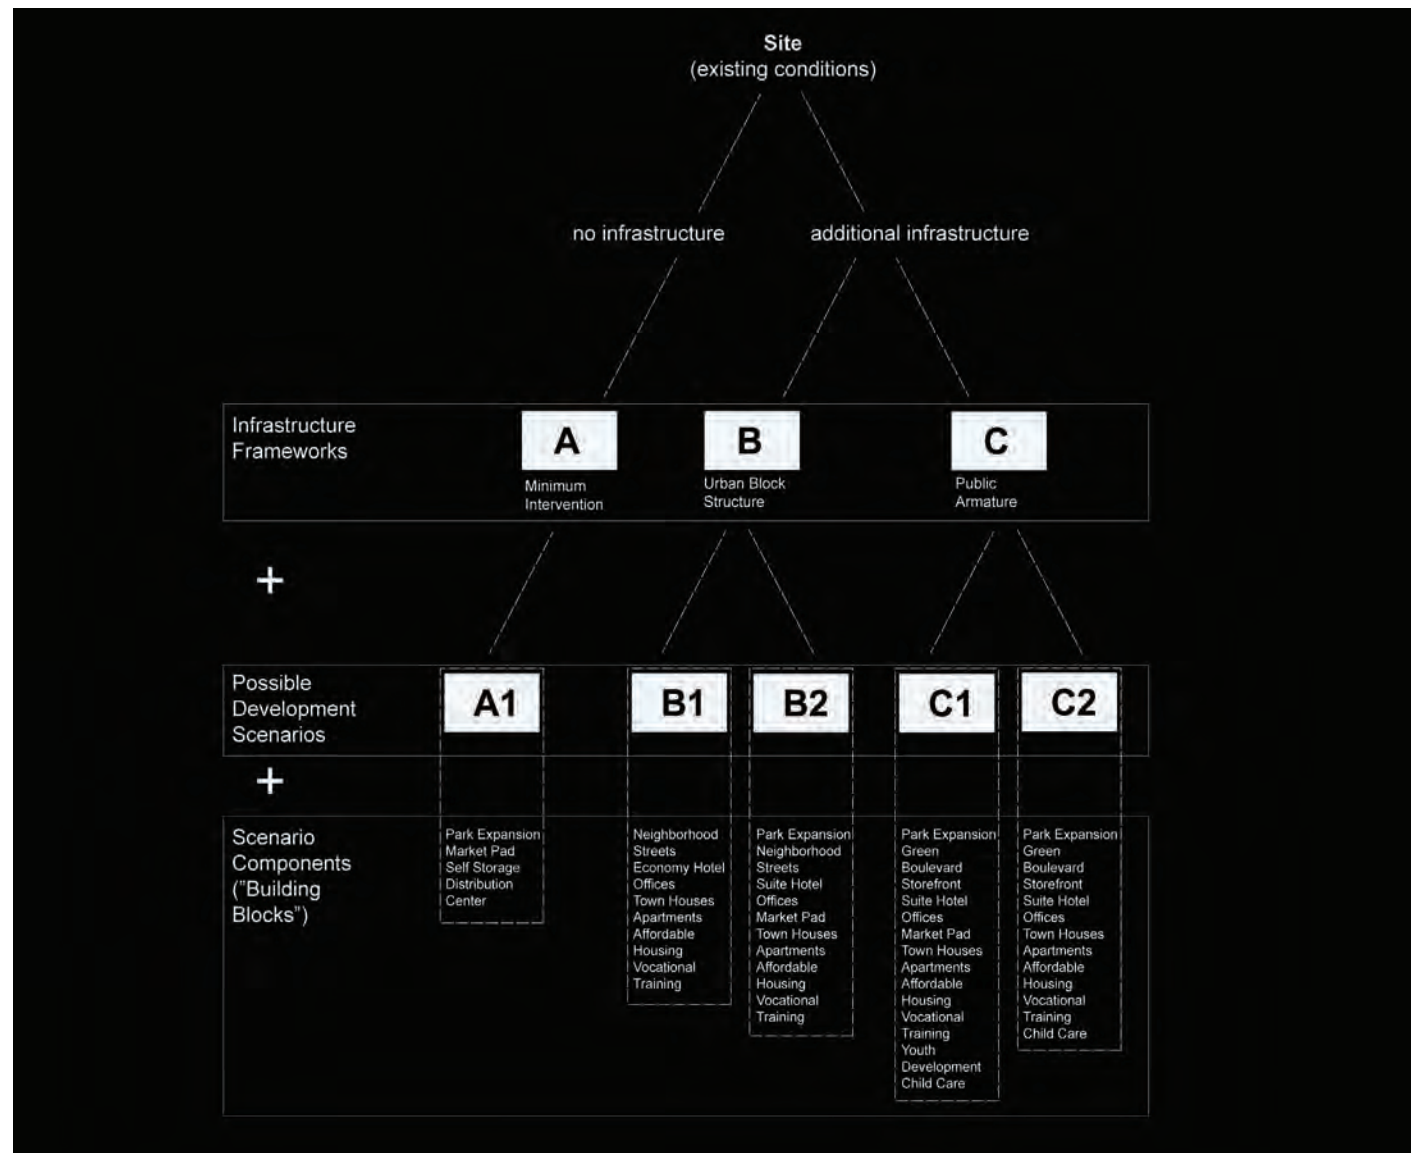 Site
(existing conditions)
no infrastructure
additional infrastructure
Infrastructure
Frameworks
A
Minimum
Intervention
B
Urban Block
Structure
C
Public
Armature
+
Possible
Development
Scenarios
A1
B1
B2
C1
C2
+
Scenario
Components
("Building
Blocks")
Park Expansion
Market Pad
Self Storage
Distribution
Center
Neighborhood
Streets
Economy Hotel
Offices
Town Houses
Apartments
Affordable
Housing
Vocational
Training
Park Expansion
Neighborhood
Streets
Suite Hotel
Offices
Market Pad
Town Houses
Apartments
Affordable
Housing
Vocational
Training
Park Expansion
Green
Boulevard
Storefront
Suite Hotel
Offices
Market Pad
Town Houses
Apartments
Affordable
Housing
Vocational
Training
Youth
Development
Child Care
Park Expansion
Green
Boulevard
Storefront
Suite Hotel
Offices
Town Houses
Apartments
Affordable
Housing
Vocational
Training
Child Care